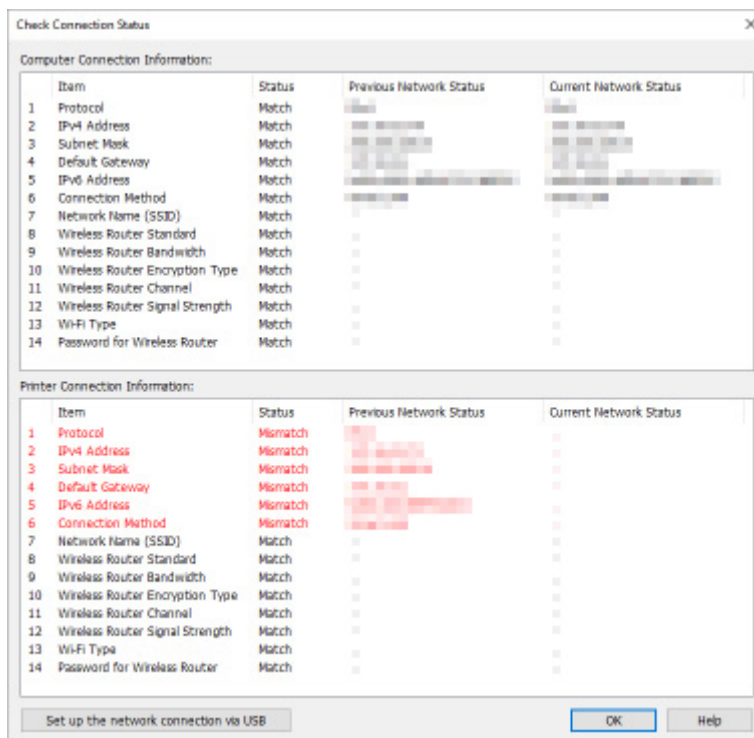 Check Connection Status
Computer Connection Information:
Item Status Previous Network Status Current Network Status
1 Protocol Match
2 IPv4 Address Match
3 Subnet Mask Match
4 Default Gateway Match
5 IPv6 Address Match
6 Connection Method Match
7 Network Name (SSID) Match
8 Wireless Router Standard Match
9 Wireless Router Bandwidth Match
10 Wireless Router Encryption Type Match
11 Wireless Router Channel Match
12 Wireless Router Signal Strength Match
13 Wi-Fi Type Match
14 Password for Wireless Router Match
Printer Connection Information:
Item Status Previous Network Status Current Network Status
1 Protocol Mismatch
2 IPv4 Address Mismatch
3 Subnet Mask Mismatch
4 Default Gateway Mismatch
5 IPv6 Address Mismatch
6 Connection Method Mismatch
7 Network Name (SSID) Match
8 Wireless Router Standard Match
9 Wireless Router Bandwidth Match
10 Wireless Router Encryption Type Match
11 Wireless Router Channel Match
12 Wireless Router Signal Strength Match
13 Wi-Fi Type Match
14 Password for Wireless Router Match
Set up the network connection via USB OK Help